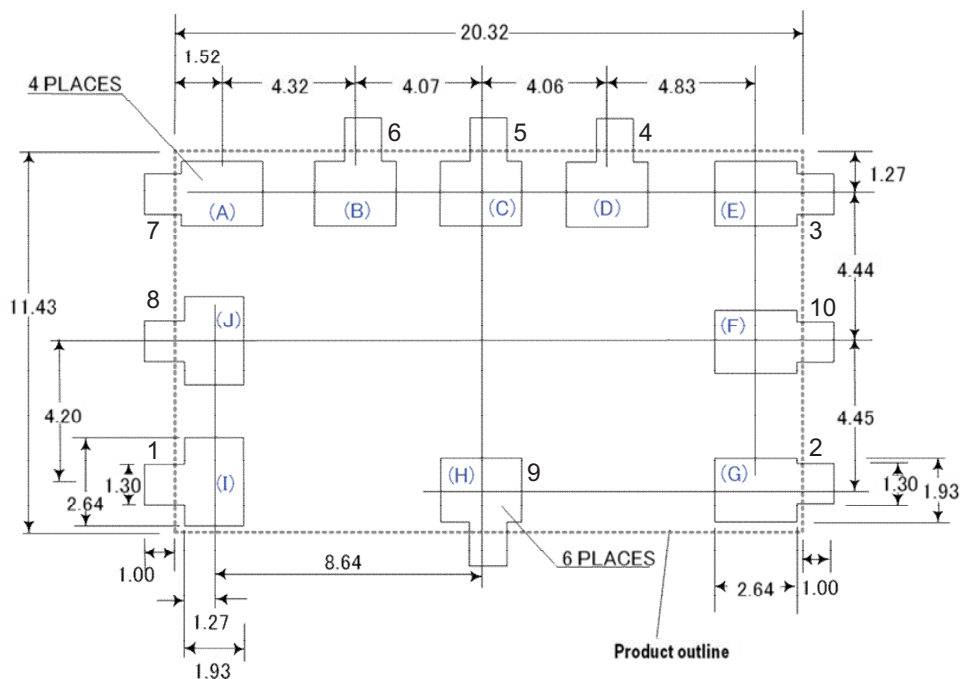 20.32
1.52
4.32
4.07
4.06
4.83
4 PLACES
6
5
4
1.27
(A)
(B)
(C)
(D)
(E)
7
3
4.44
11.43
8
10
(J)
(F)
4.20
4.45
1
2
(I)
(H)
9
(G)
1.30
2.64
1.30
1.93
6 PLACES
1.00
8.64
2.64
1.00
1.27
1.93
Product outline